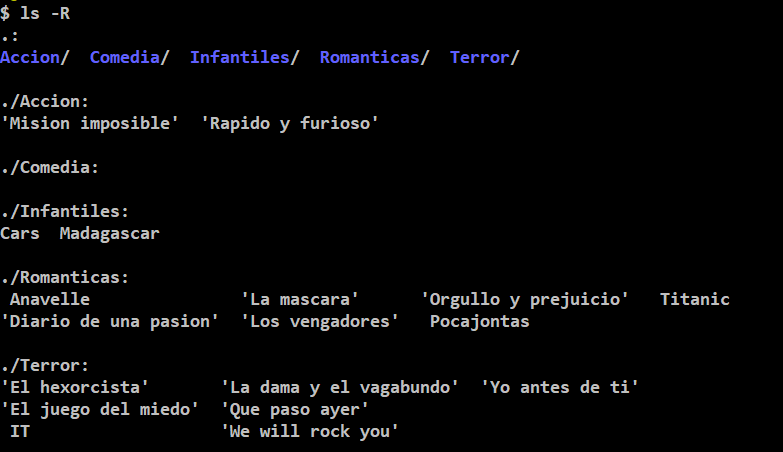 $ ls -R
.:
Accion/  Comedia/  Infantiles/  Romanticas/  Terror/
./Accion:
'Mision imposible'  'Rapido y furioso'
./Comedia:
./Infantiles:
Cars  Madagascar
./Romanticas:
 Anavelle               'La mascara'      'Orgullo y prejuicio'   Titanic
'Diario de una pasion'  'Los vengadores'   Pocajontas
./Terror:
'El hexorcista'       'La dama y el vagabundo'  'Yo antes de ti'
'El juego del miedo'  'Que paso ayer'
 IT                   'We will rock you'